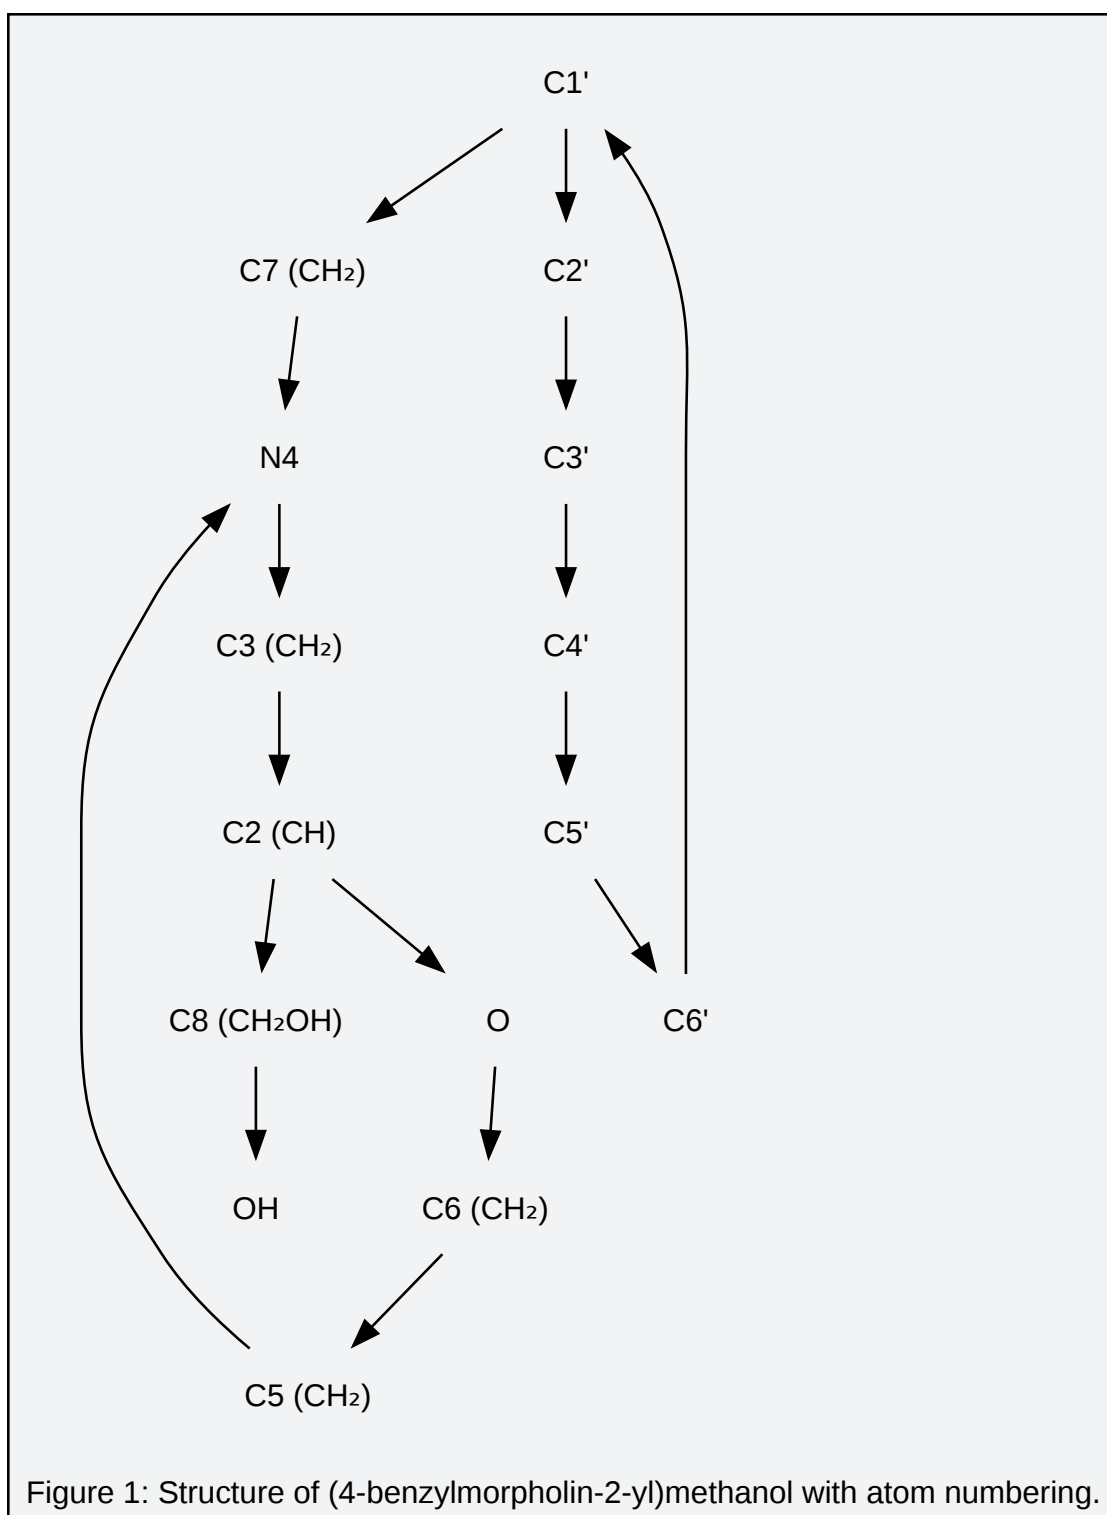 C1'
C7 (CH₂) C2'
N4 C3'
C3 (CH₂) C4'
C2 (CH) C5'
C8 (CH₂OH) O C6'
OH C6 (CH₂)
C5 (CH₂)
Figure 1: Structure of (4-benzylmorpholin-2-yl)methanol with atom numbering.